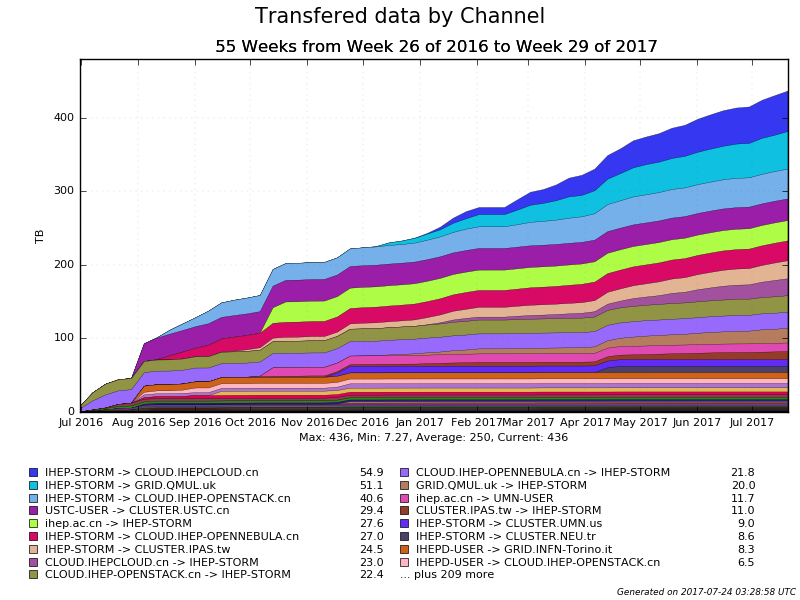 Transfered data by Channel
55 Weeks from Week 26 of 2016 to Week 29 of 2017
400
300
200
100
0
TB
Jul 2016 Aug 2016 Sep 2016 Oct 2016 Nov 2016 Dec 2016 Jan 2017 Feb 2017 Mar 2017 Apr 2017 May 2017 Jun 2017 Jul 2017
Max: 436, Min: 7.27, Average: 250, Current: 436
IHEP-STORM -> CLOUD.IHEPCLOUD.cn 54.9
IHEP-STORM -> GRID.QMUL.uk 51.1
IHEP-STORM -> CLOUD.IHEP-OPENSTACK.cn 40.6
USTC-USER -> CLUSTER.USTC.cn 29.4
ihep.ac.cn -> IHEP-STORM 27.6
IHEP-STORM -> CLOUD.IHEP-OPENNEBULA.cn 27.0
IHEP-STORM -> CLUSTER.IPAS.tw 24.5
CLOUD.IHEPCLOUD.cn -> IHEP-STORM 23.0
CLOUD.IHEP-OPENSTACK.cn -> IHEP-STORM 22.4
CLOUD.IHEP-OPENNEBULA.cn -> IHEP-STORM 21.8
GRID.QMUL.uk -> IHEP-STORM 20.0
ihep.ac.cn -> UMN-USER 11.7
CLUSTER.IPAS.tw -> IHEP-STORM 11.0
IHEP-STORM -> CLUSTER.UMN.us 9.0
IHEP-STORM -> CLUSTER.NEU.tr 8.6
IHEPD-USER -> GRID.INFN-Torino.it 8.3
IHEPD-USER -> CLOUD.IHEP-OPENSTACK.cn 6.5
... plus 209 more
Generated on 2017-07-24 03:28:58 UTC